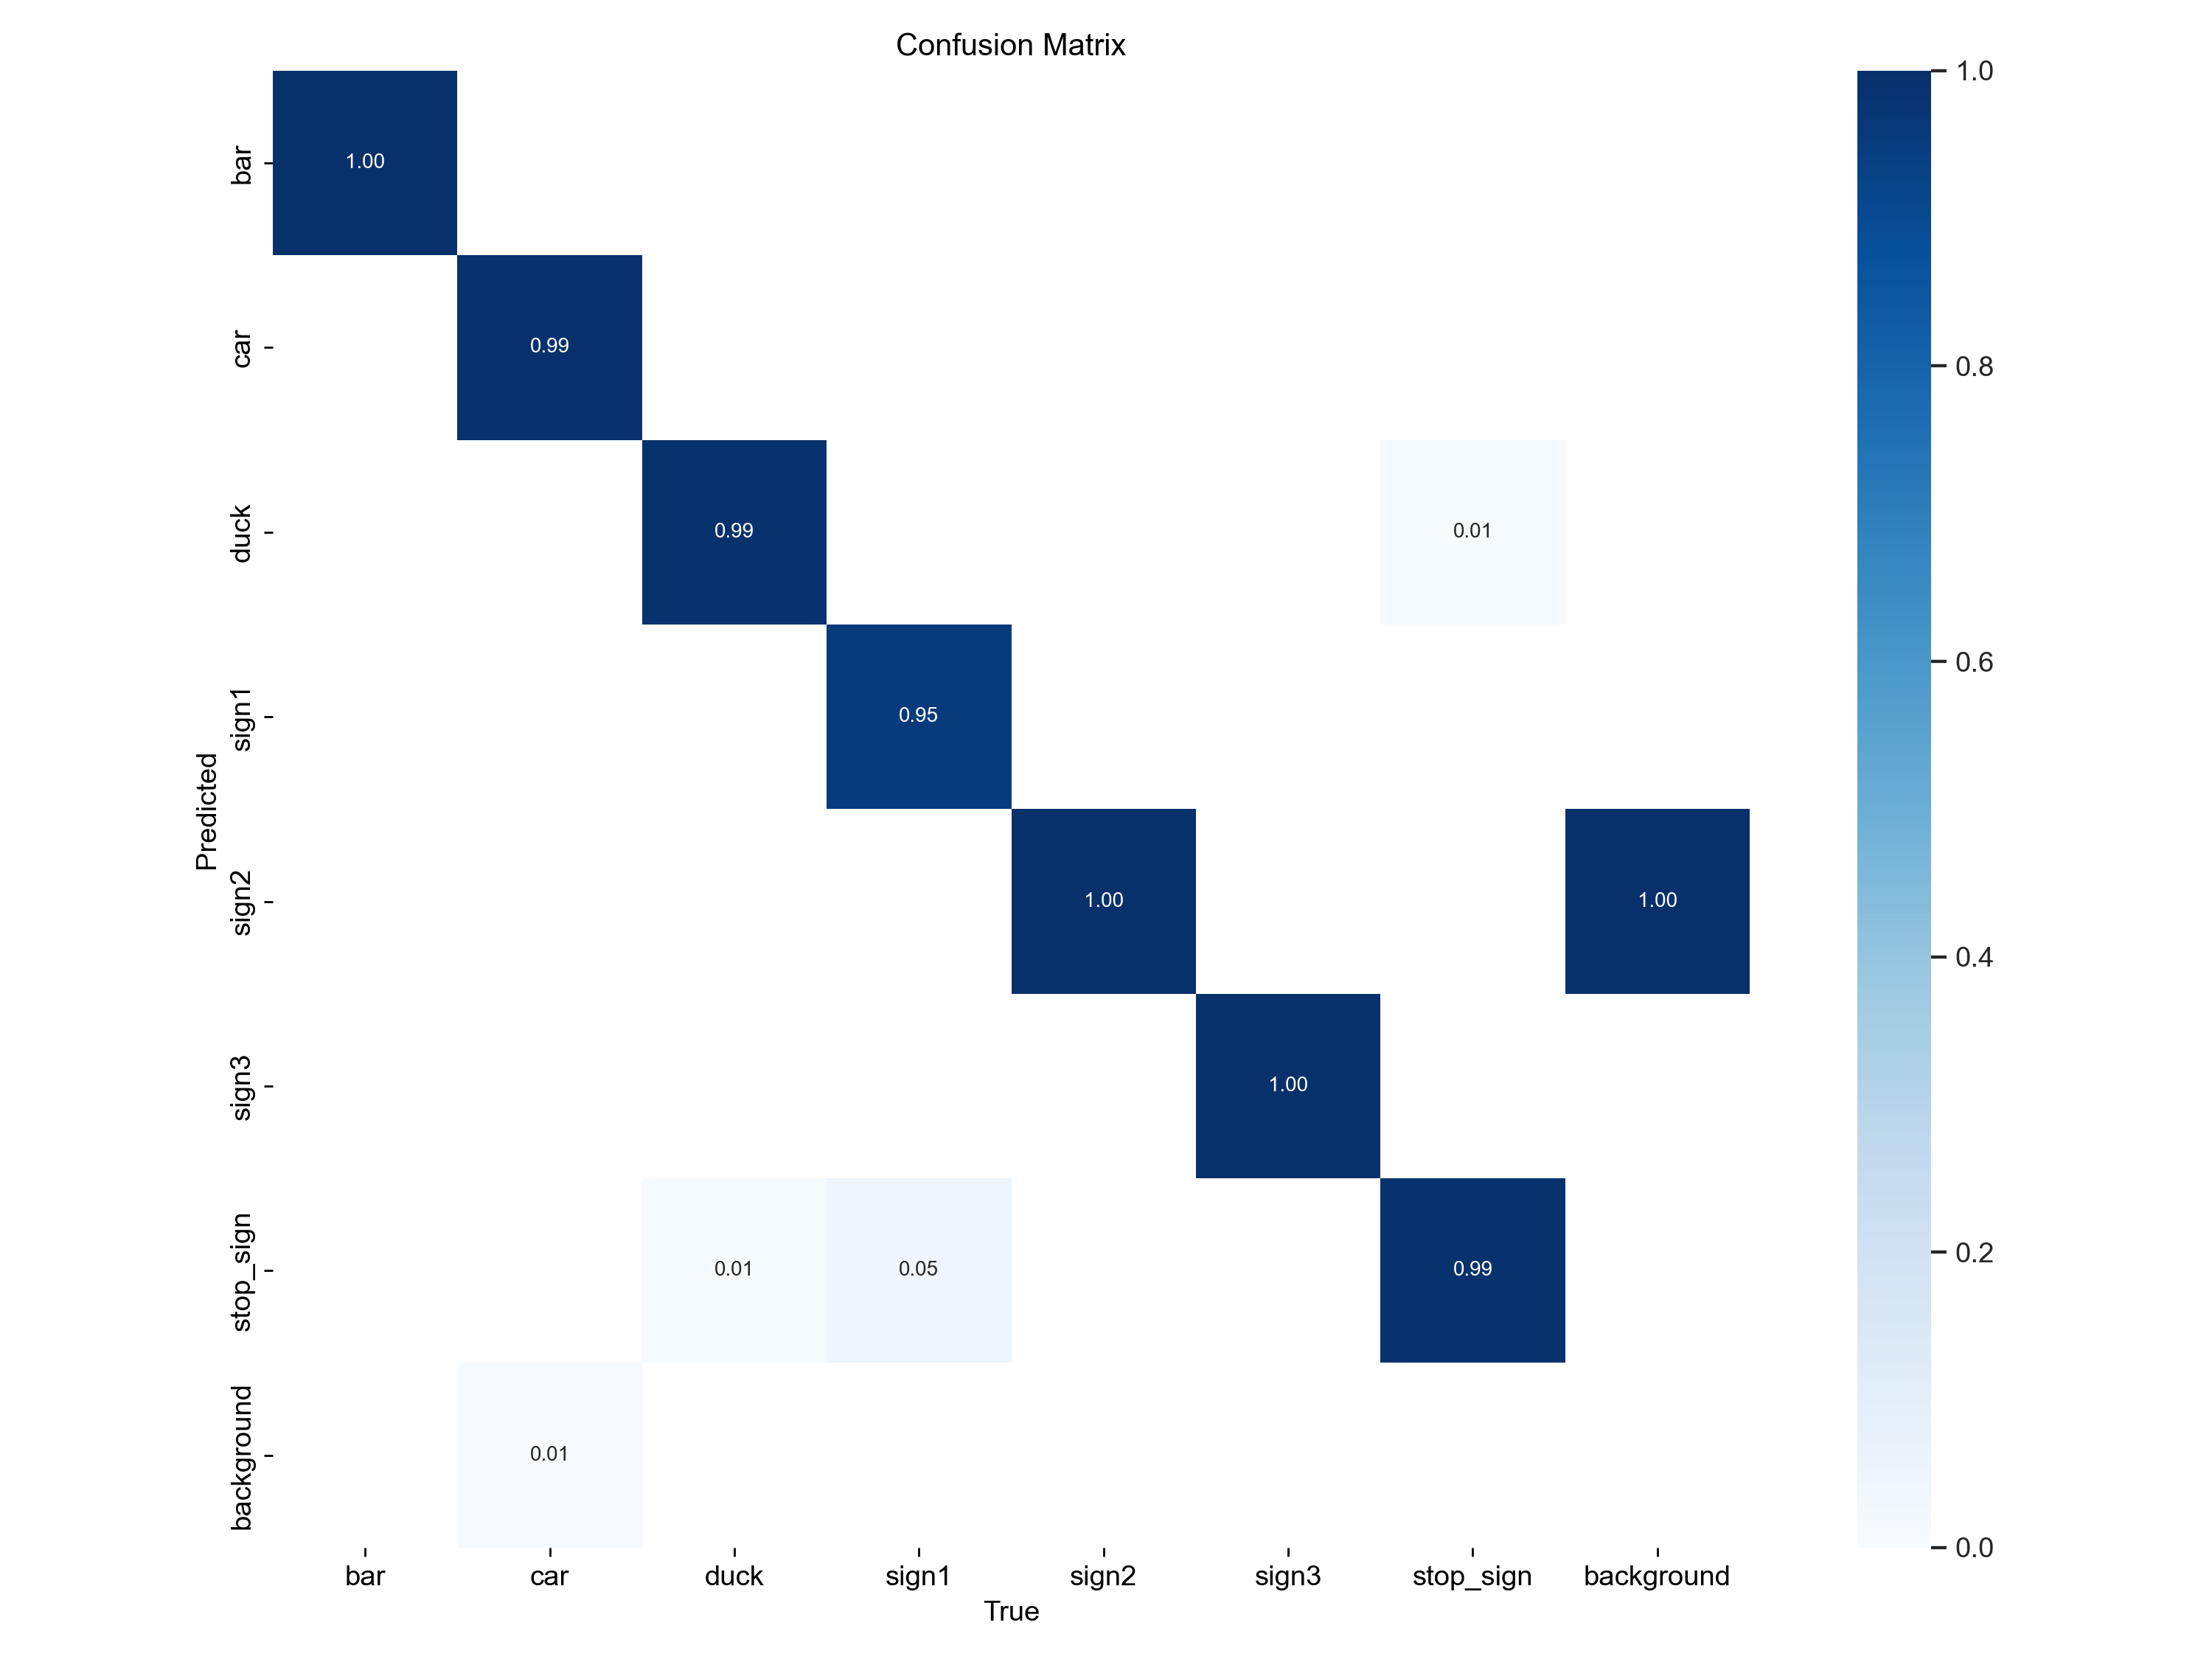 Confusion Matrix
bar
1.00
car
0.99
duck
0.99
0.01
sign1
0.95
sign2
1.00
1.00
sign3
1.00
stop_sign
0.01
0.05
0.99
background
0.01
Predicted
bar
car
duck
sign1
sign2
sign3
stop_sign
background
True
1.0
0.8
0.6
0.4
0.2
0.0